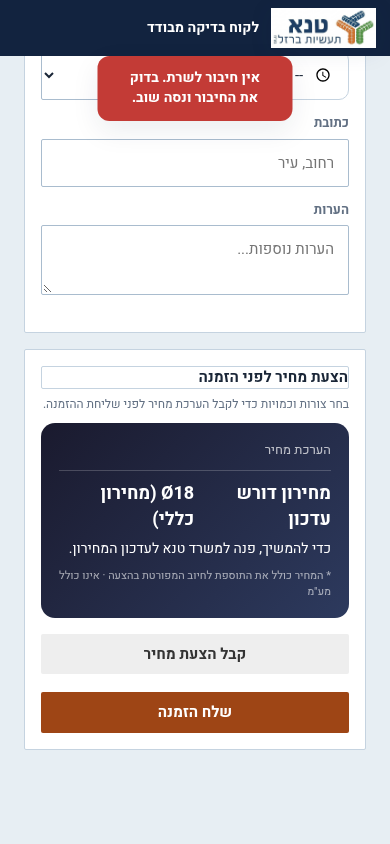 טנא
תעשיות ברזל
לקוח בדיקה מבודד
אין חיבור לשרת. בדוק
את החיבור ונסה שוב.
--
כתובת
רחוב, עיר
הערות
הערות נוספות...
הצעת מחיר לפני הזמנה
בחר צורות וכמויות כדי לקבל הערכת מחיר לפני שליחת ההזמנה.
הערכת מחיר
מחירון דורש
עדכון
Ø18 (מחירון
כללי)
כדי להמשיך, פנה למשרד טנא לעדכון המחירון.
* המחיר כולל את התוספת לחיוב המפורטת בהצעה · אינו כולל
מע"מ
קבל הצעת מחיר
שלח הזמנה